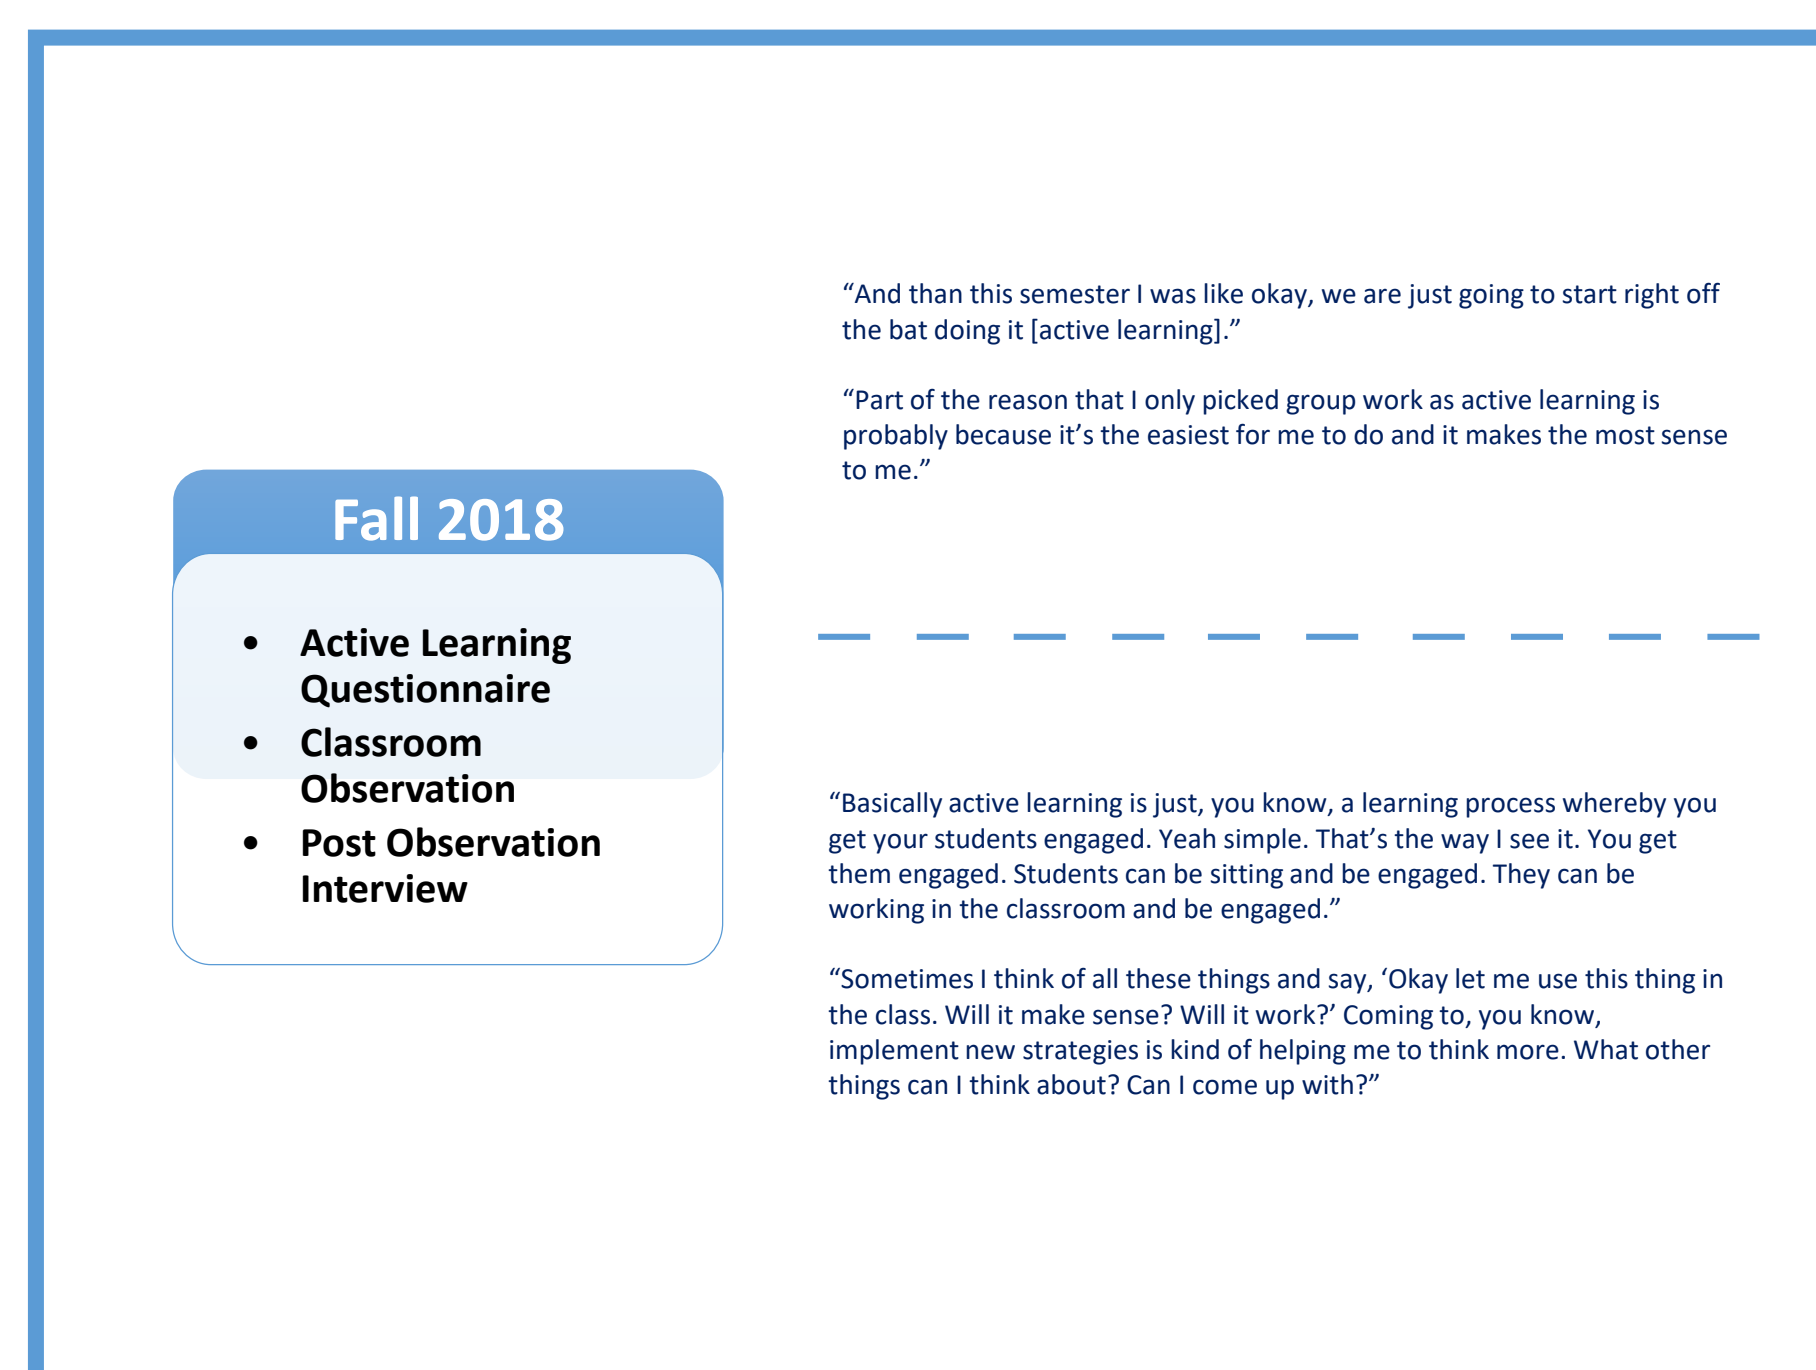 Fall 2018
• Active Learning
Questionnaire
• Classroom
Observation
• Post Observation
Interview
“And than this semester I was like okay, we are just going to start right off
the bat doing it [active learning].”
“Part of the reason that I only picked group work as active learning is
probably because it’s the easiest for me to do and it makes the most sense
to me.”
“Basically active learning is just, you know, a learning process whereby you
get your students engaged. Yeah simple. That’s the way I see it. You get
them engaged. Students can be sitting and be engaged. They can be
working in the classroom and be engaged.”
“Sometimes I think of all these things and say, ‘Okay let me use this thing in
the class. Will it make sense? Will it work?’ Coming to, you know,
implement new strategies is kind of helping me to think more. What other
things can I think about? Can I come up with?”